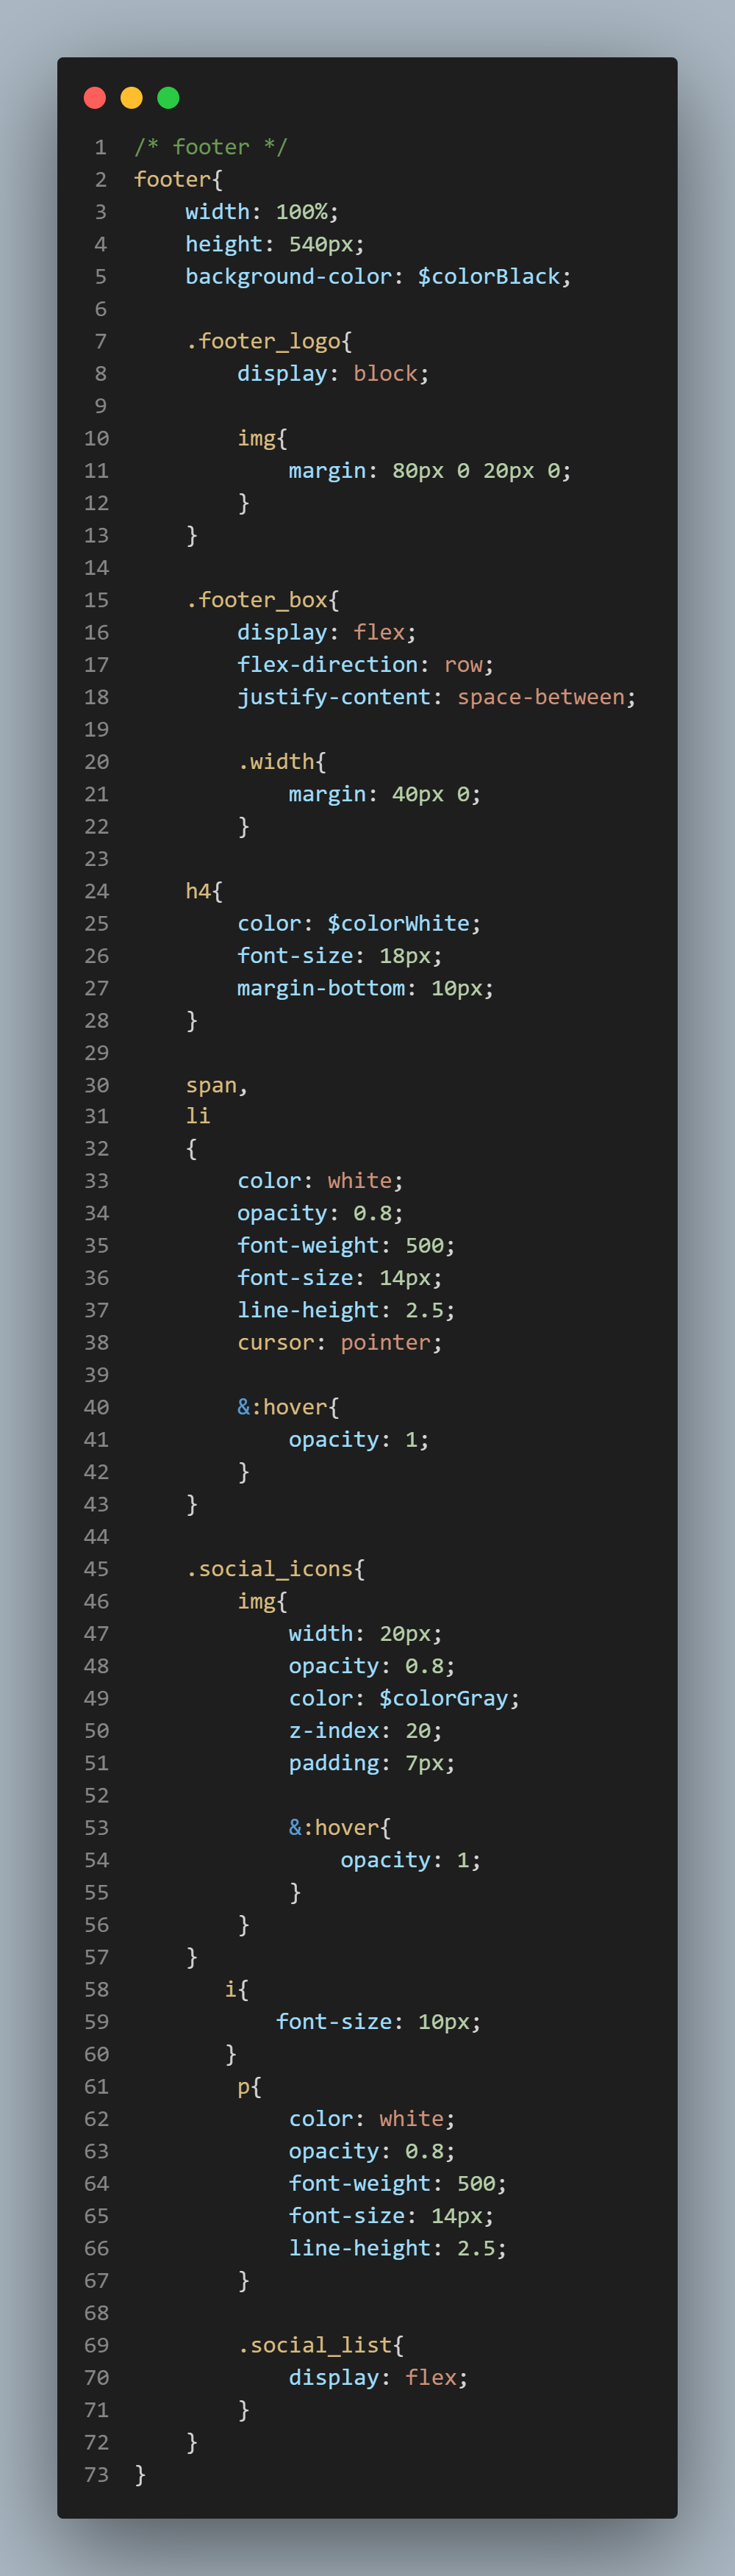 1 /* footer */
2 footer{
3     width: 100%;
4     height: 540px;
5     background-color: $colorBlack;
6
7     .footer_logo{
8         display: block;
9
10         img{
11             margin: 80px 0 20px 0;
12         }
13     }
14
15     .footer_box{
16         display: flex;
17         flex-direction: row;
18         justify-content: space-between;
19
20         .width{
21             margin: 40px 0;
22         }
23
24     h4{
25         color: $colorWhite;
26         font-size: 18px;
27         margin-bottom: 10px;
28     }
29
30     span,
31     li
32     {
33         color: white;
34         opacity: 0.8;
35         font-weight: 500;
36         font-size: 14px;
37         line-height: 2.5;
38         cursor: pointer;
39
40         &:hover{
41             opacity: 1;
42         }
43     }
44
45     .social_icons{
46         img{
47             width: 20px;
48             opacity: 0.8;
49             color: $colorGray;
50             z-index: 20;
51             padding: 7px;
52
53             &:hover{
54                 opacity: 1;
55             }
56         }
57     }
58        i{
59            font-size: 10px;
60        }
61         p{
62             color: white;
63             opacity: 0.8;
64             font-weight: 500;
65             font-size: 14px;
66             line-height: 2.5;
67         }
68
69         .social_list{
70             display: flex;
71         }
72     }
73 }